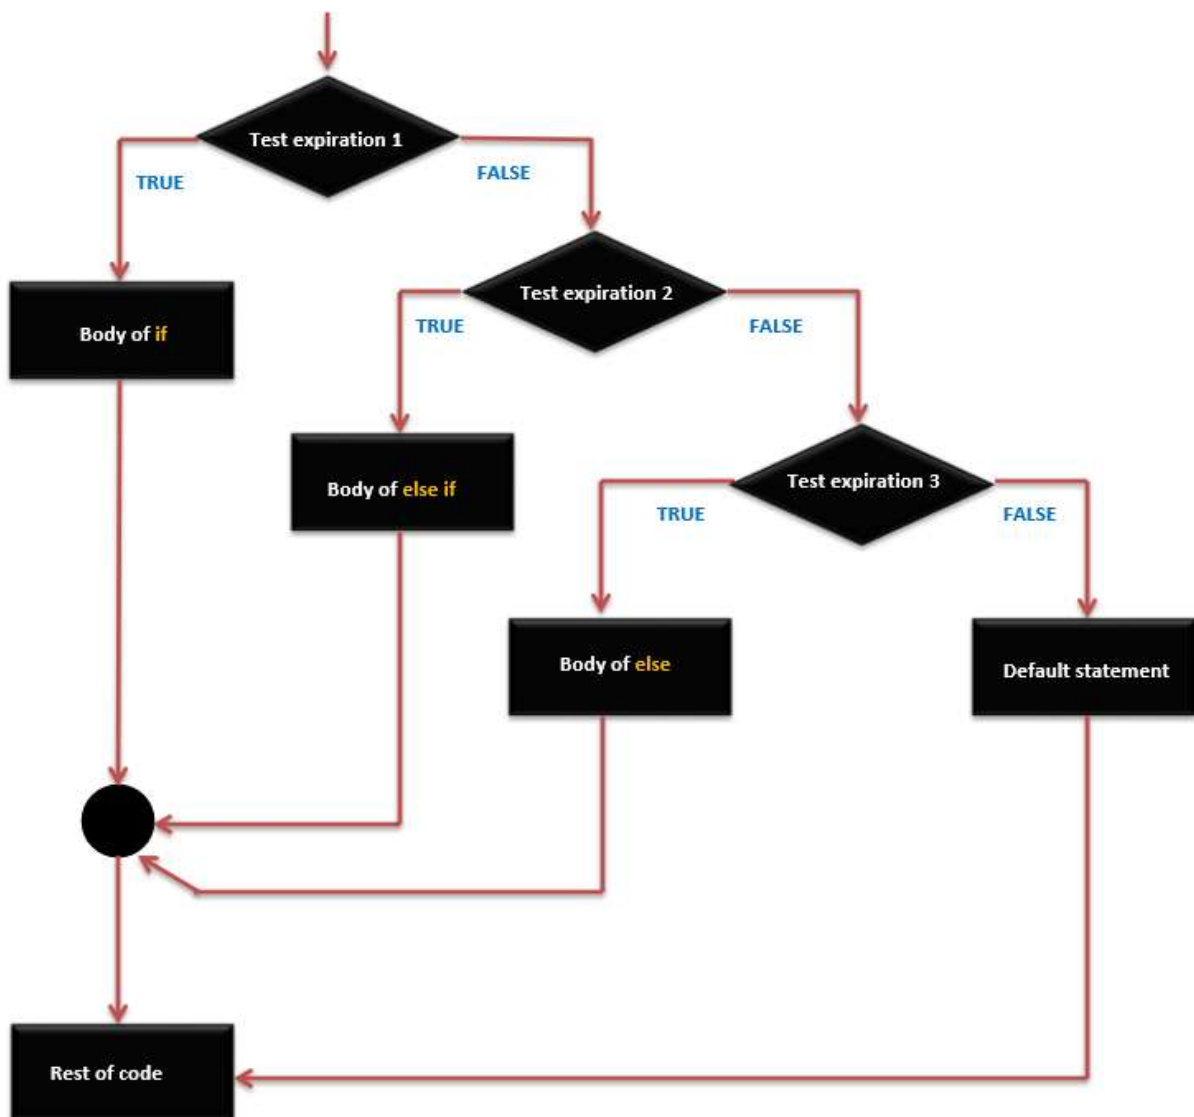 Test expiration 1
TRUE
FALSE
Test expiration 2
Body of if
TRUE
FALSE
Test expiration 3
Body of else if
TRUE
FALSE
Body of else
Default statement
Rest of code